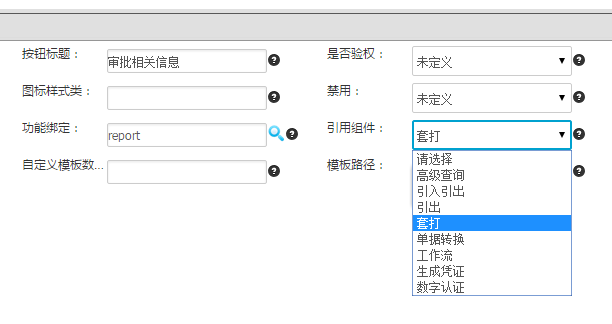 按钮标题： 审批相关信息 ? 是否验权： 未定义 ▼ ?
图标样式类： ? 禁用： 未定义 ▼ ?
功能绑定： report ? 引用组件： 套打 ▼ ?
自定义模板数... ? 模板路径： ?
请选择
高级查询
引入引出
引出
套打
单据转换
工作流
生成凭证
数字认证